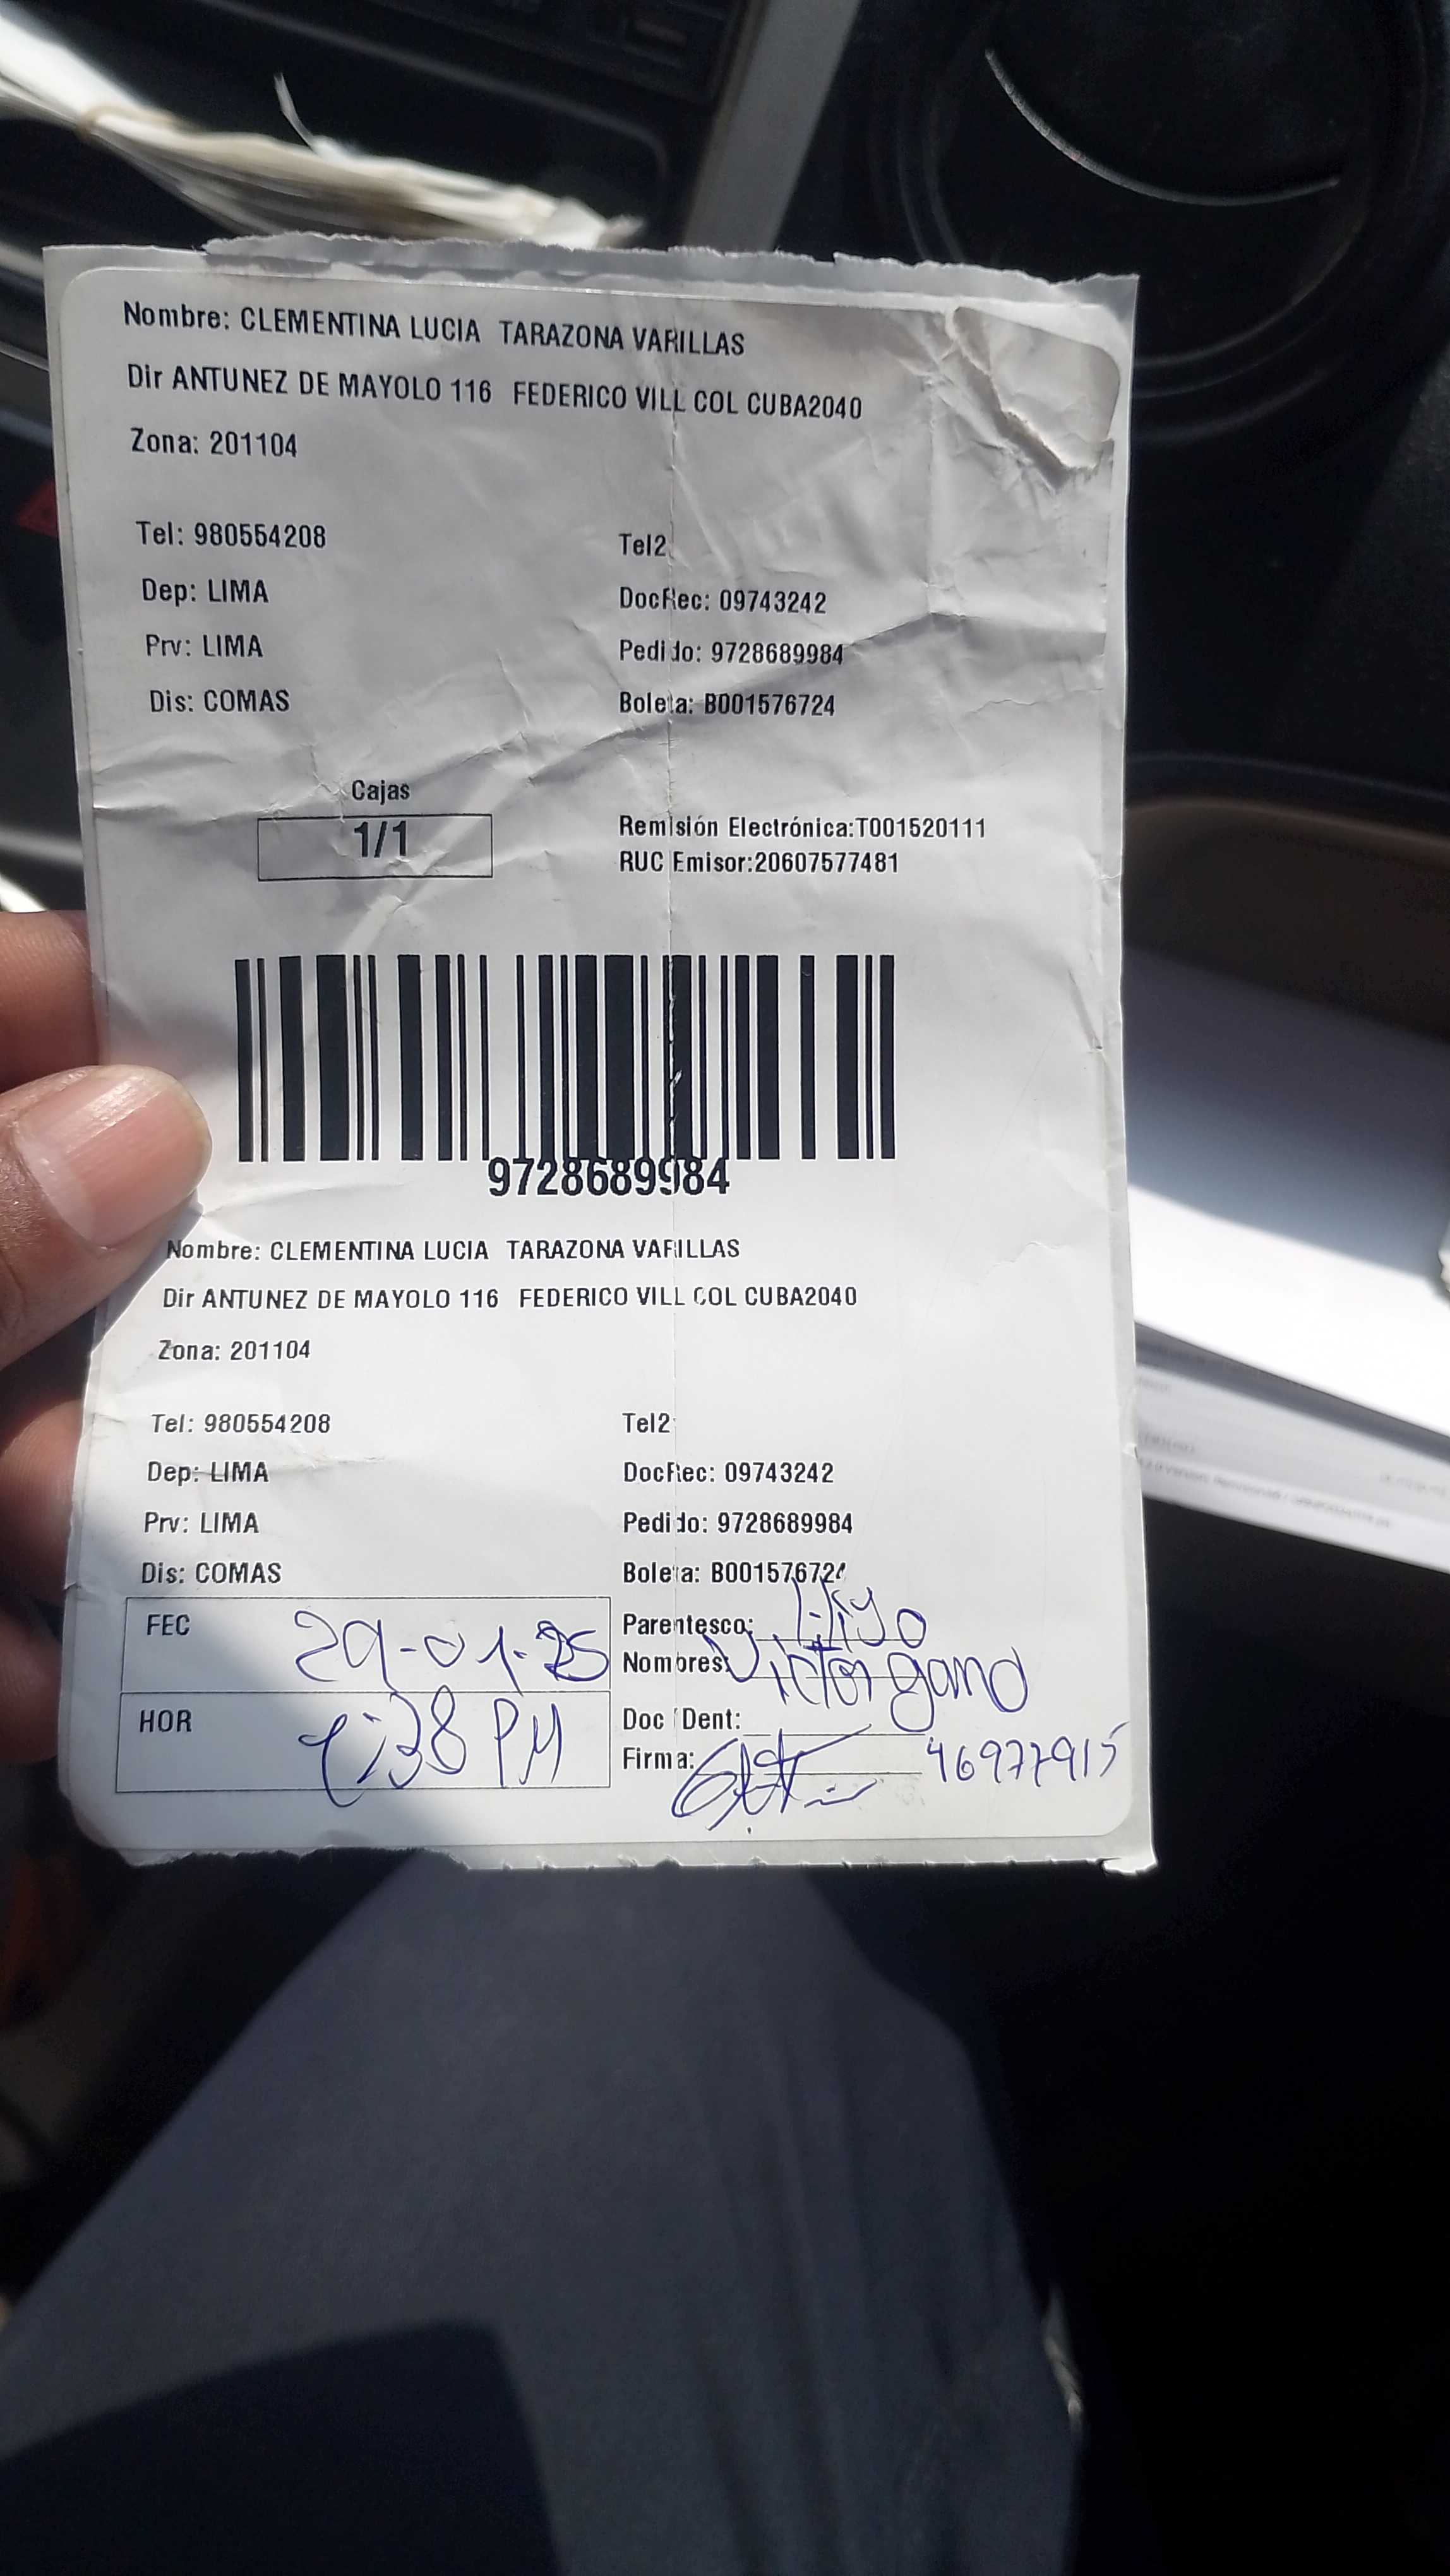 Nombre: CLEMENTINA LUCIA TARAZONA VARILLAS
Dir ANTUNEZ DE MAYOLO 116 FEDERICO VILL COL CUBA2040
Zona: 201104
Tel: 980554208 Tel2
Dep: LIMA DocRec: 09743242
Prv: LIMA Pedido: 9728689984
Dis: COMAS Boleta: B001576724
Cajas
1/1
Remisión Electrónica:T001520111
RUC Emisor:20607577481
9728689984
Nombre: CLEMENTINA LUCIA TARAZONA VARILLAS
Dir ANTUNEZ DE MAYOLO 116 FEDERICO VILL COL CUBA2040
Zona: 201104
Tel: 980554208 Tel2
Dep: LIMA DocRec: 09743242
Prv: LIMA Pedido: 9728689984
Dis: COMAS Boleta: B001576724
FEC 29-01-25 Parentesco: Hijo
Nombres: Victor
HOR :38 PM Doc Dent:
Firma: 46977915